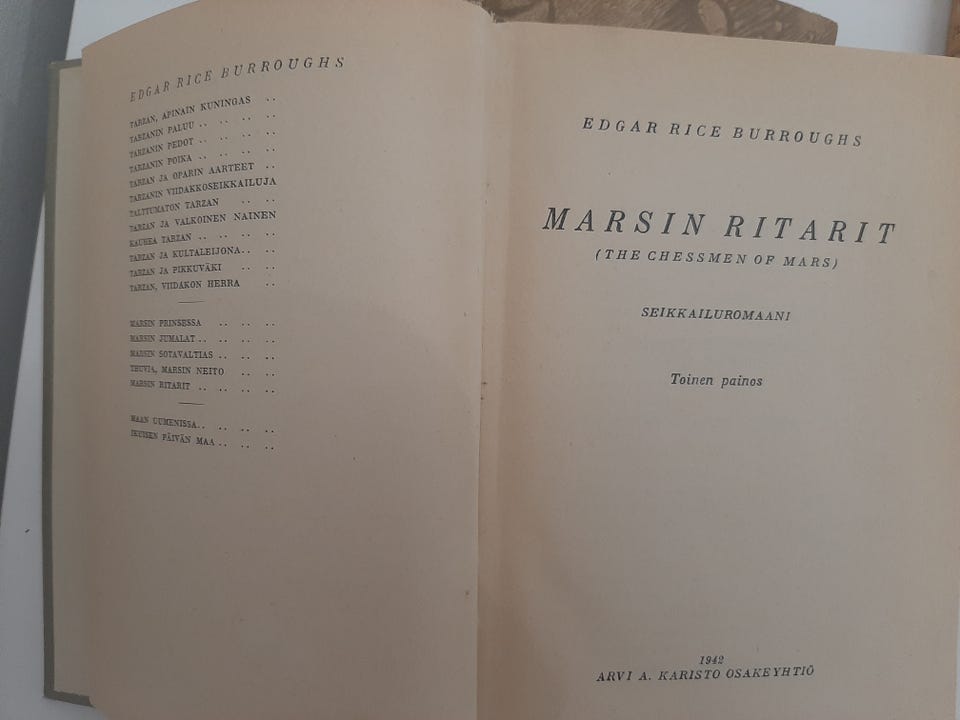 EDGAR RICE BURROUGHS
TARZAN, APINAIN KUNINGAS ..
TARZANIN PALUU .. .. .. ..
TARZANIN PEDOT .. .. .. ..
TARZANIN POIKA .. .. .. ..
TARZAN JA OPARIN AARTEET ..
TARZANIN VIIDAKKOSEIKKAILUJA
TALTTUMATON TARZAN .. ..
TARZAN JA VALKOINEN NAINEN
KAUHEA TARZAN .. .. .. ..
TARZAN JA KULTALEIJONA.. ..
TARZAN JA PIKKUVÄKI .. ..
TARZAN, VIIDAKON HERRA ..
MARSIN PRINSESSA .. .. ..
MARSIN JUMALAT .. .. .. ..
MARSIN SOTAVALTIAS .. .. ..
THUVIA, MARSIN NEITO .. ..
MARSIN RITARIT .. .. .. ..
MAAN UUMENISSA.. .. .. ..
IKUISEN PÄIVÄN MAA .. .. ..
EDGAR RICE BURROUGHS
MARSIN RITARIT
(THE CHESSMEN OF MARS)
SEIKKAILUROMAANI
Toinen painos
1942
ARVI A. KARISTO OSAKEYHTIÖ